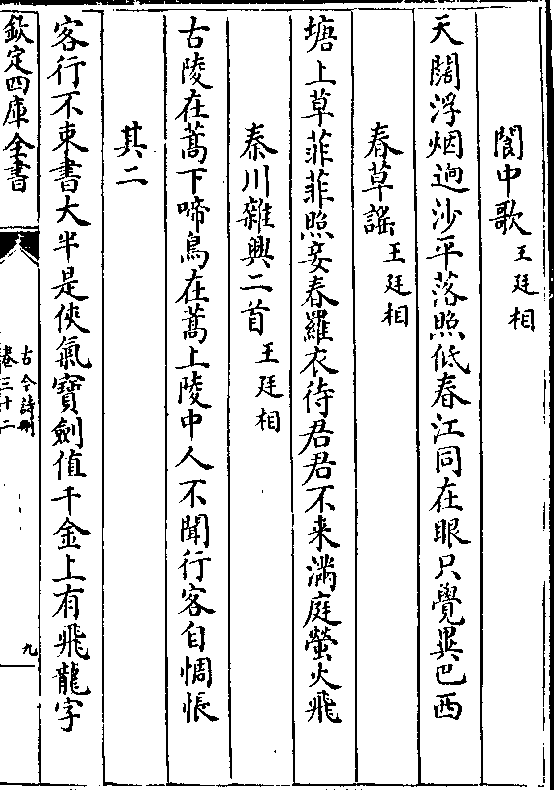 閬中歌王廷相
天闊浮烟逈沙平落照低春江同在眼只覺異巴西
春草謡王廷相
塘上草菲菲照妾春羅衣待君君不来滿庭螢火飛
秦川雜興二首王廷相
古陵在蒿下啼鳥在蒿上陵中人不聞行客自惆悵
其二
客行不束書大半是俠氣寳劍值千金上有飛龍字
欽定四庫全書
古今詩刪
卷三十二
九